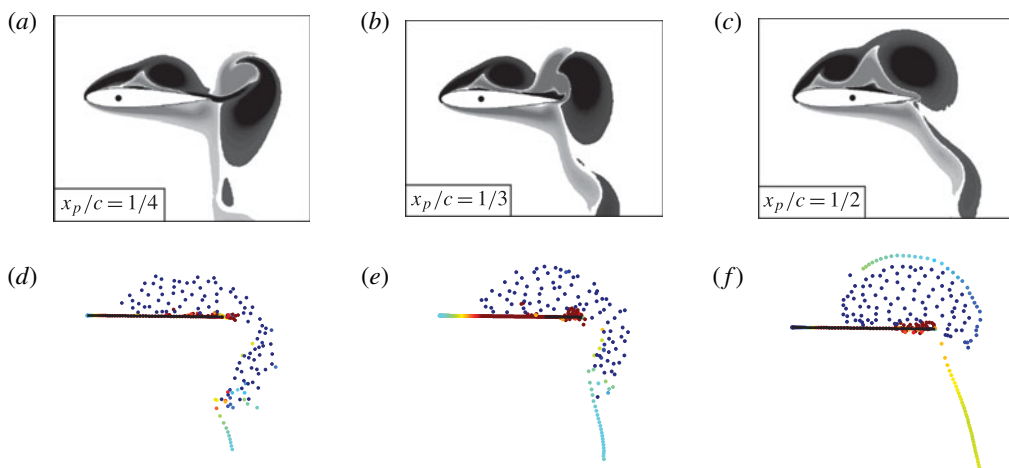 (a)
(b)
(c)
x_p/c = 1/4
x_p/c = 1/3
x_p/c = 1/2
(d)
(e)
(f)